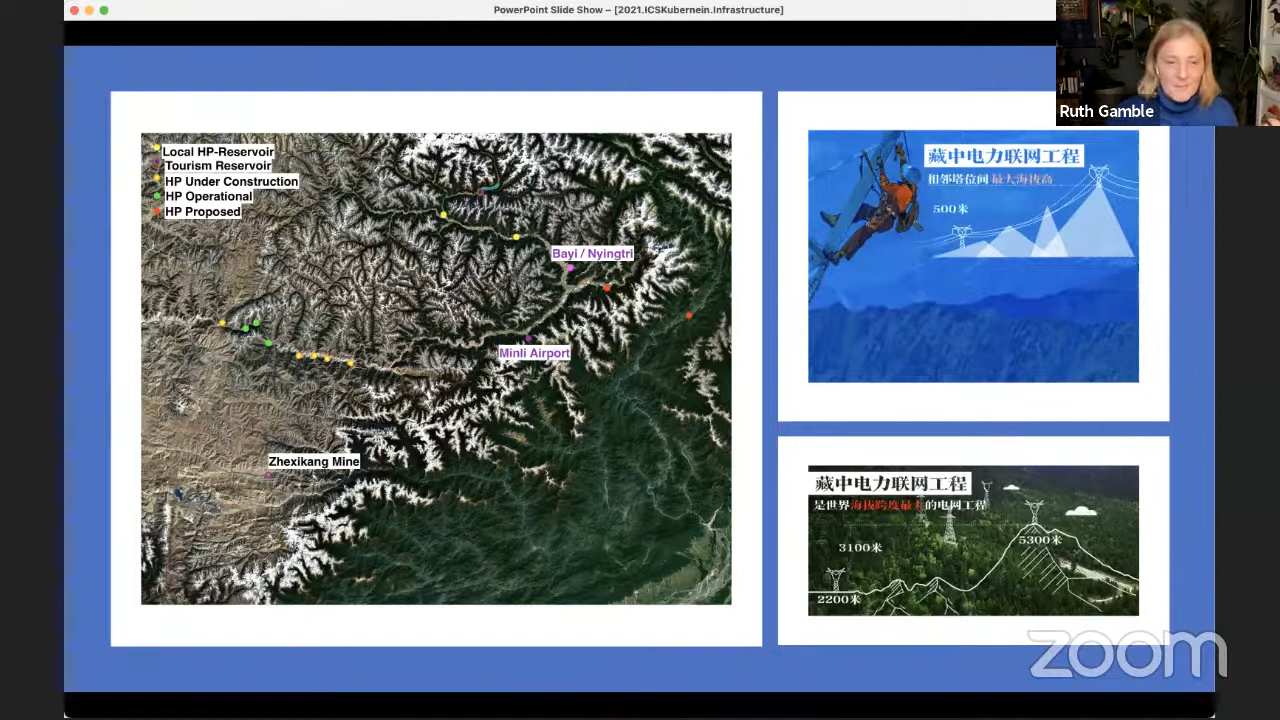 PowerPoint Slide Show – [2021.ICSKubernein.Infrastructure]
Ruth Gamble
Local HP-Reservoir
Tourism Reservoir
HP Under Construction
HP Operational
HP Proposed
Bayi / Nyingtri
Minli Airport
Zhexikang Mine
藏中电力联网工程
相邻塔位间 最大海拔高
500米
藏中电力联网工程
是世界海拔跨度最大的电网工程
3100米
5300米
2200米
zoom